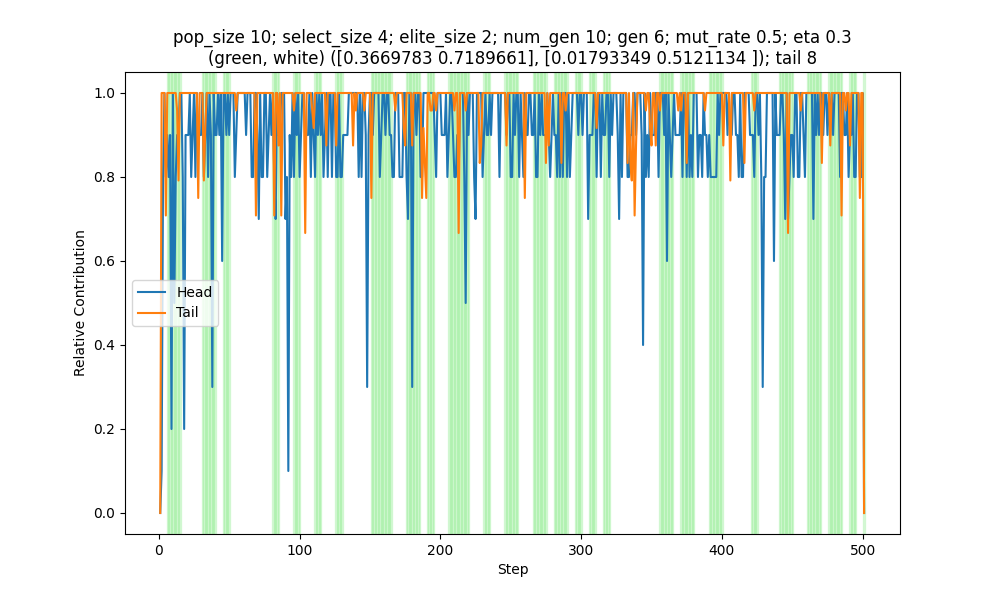 pop_size 10; select_size 4; elite_size 2; num_gen 10; gen 6; mut_rate 0.5; eta 0.3
(green, white) ([0.3669783 0.7189661], [0.01793349 0.5121134 ]); tail 8
1.0
0.8
0.6
0.4
0.2
0.0
Relative Contribution
Head
Tail
0
100
200
300
400
500
Step